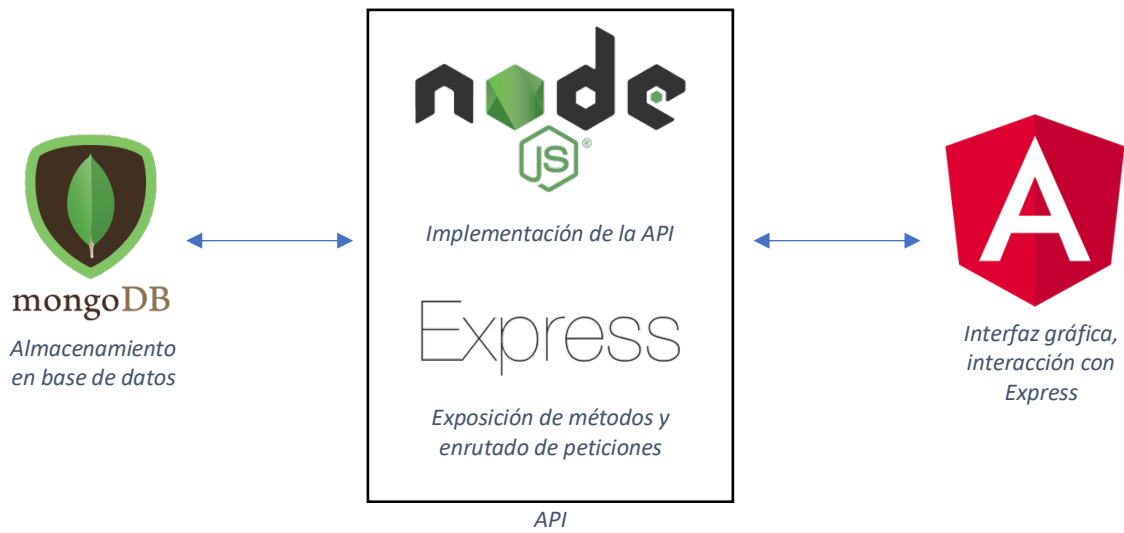 mongoDB
Almacenamiento
en base de datos
node
JS®
Implementación de la API
Express
Exposición de métodos y
enrutado de peticiones
API
A
Interfaz gráfica,
interacción con
Express